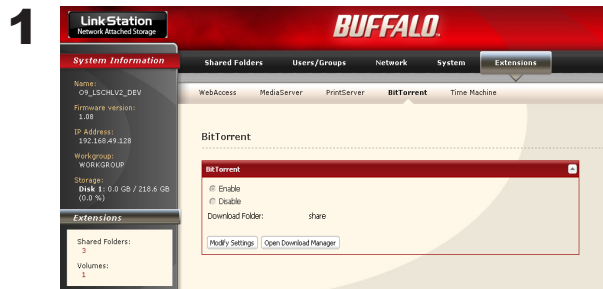 1
LinkStation
Network Attached Storage
BUFFALO
System Information
Shared Folders Users/Groups Network System Extensions
Name:
O9_LSCHLV2_DEV
WebAccess MediaServer PrintServer BitTorrent Time Machine
Firmware version:
1.08
IP Address:
192.168.49.128
BitTorrent
Workgroup:
WORKGROUP
Storage:
Disk 1: 0.0 GB / 218.6 GB
(0.0 %)
BitTorrent
Enable
Disable
Download Folder: share
Modify Settings Open Download Manager
Extensions
Shared Folders:
3
Volumes:
1